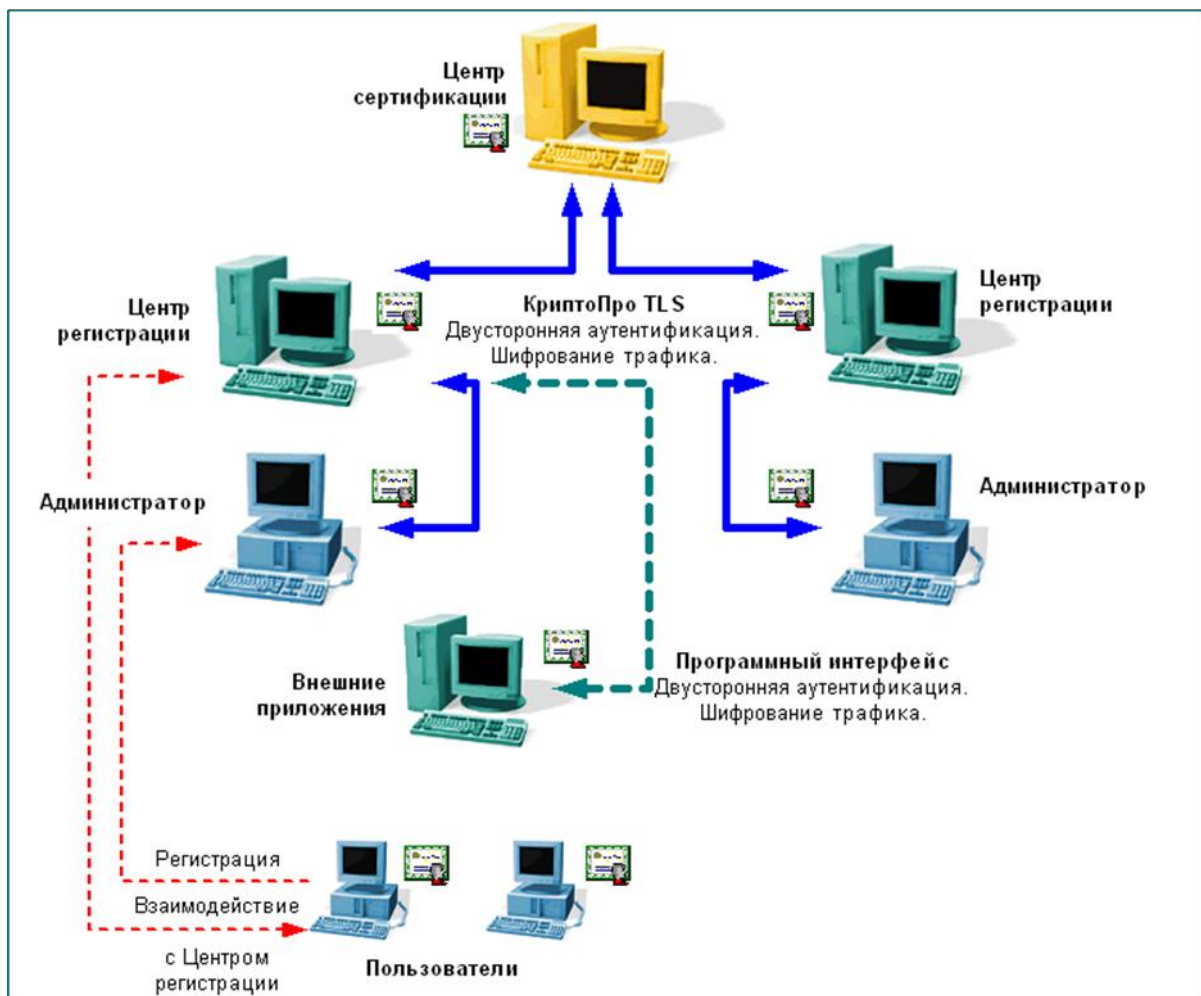 Центр
сертификации
Центр
регистрации
КриптоПро TLS
Двусторонняя аутентификация.
Шифрование трафика.
Центр
регистрации
Администратор
Администратор
Внешние
приложения
Программный интерфейс
Двусторонняя аутентификация.
Шифрование трафика.
Регистрация
Взаимодействие
с Центром
регистрации
Пользователи